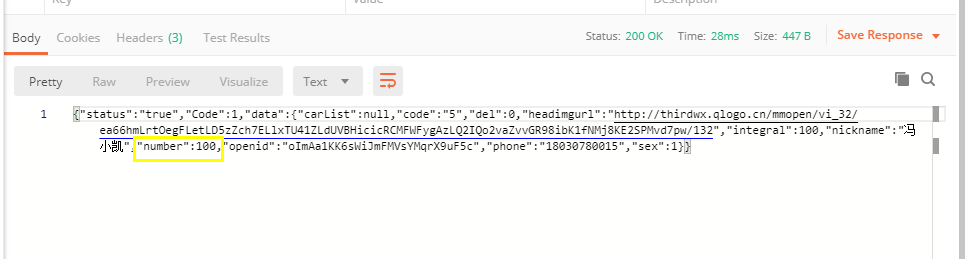 Key Value Description
Body Cookies Headers (3) Test Results Status: 200 OK Time: 28ms Size: 447 B Save Response
Pretty Raw Preview Visualize Text
1 {"status":"true","Code":1,"data":{"carList":null,"code":"5","del":0,"headimgurl":"http://thirdwx.qlogo.cn/mmopen/vi_32/
ea66hmLrtOegFLetLD5zZch7ELlxTU41ZLdUVBHicicRCMFWFygAzLQ2IQo2vaZvvGR98ibK1fNMj8KE2SPMvd7pw/132","integral":100,"nickname":"冯
小凯","number":100,"openid":"oImAa1KK6sWiJmFMVsYMqrX9uF5c","phone":"18030780015","sex":1}}